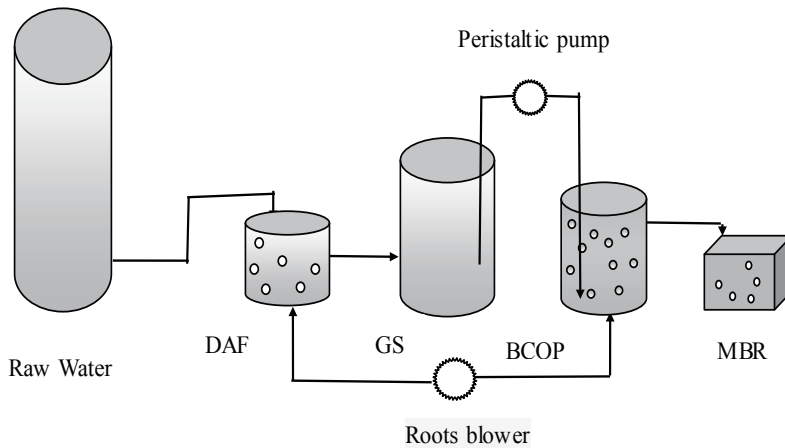 Peristaltic pump
Raw Water
DAF
GS
BCOP
MBR
Roots blower